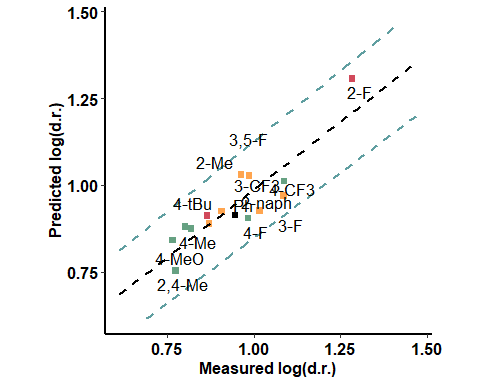 1.50
1.25
1.00
0.75
Predicted log(d.r.)
2-F
3,5-F
2-Me
3-CF3
4-CF3
4-tBu
2-naph
4-F
3-F
4-Me
4-MeO
2,4-Me
0.75
1.00
1.25
1.50
Measured log(d.r.)